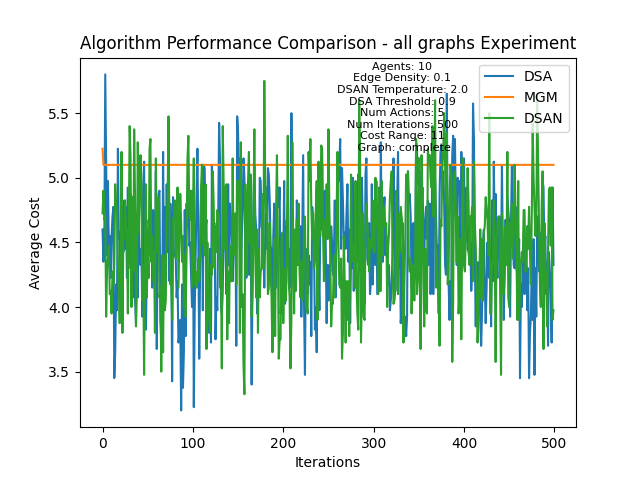 Algorithm Performance Comparison - all graphs Experiment
Agents: 10
Edge Density: 0.1
DSAN Temperature: 2.0
DSA Threshold: 0.9
Num Actions: 5
Num Iterations: 500
Cost Range: 11
Graph: complete
DSA
MGM
DSAN
Average Cost
5.5
5.0
4.5
4.0
3.5
0
100
200
300
400
500
Iterations